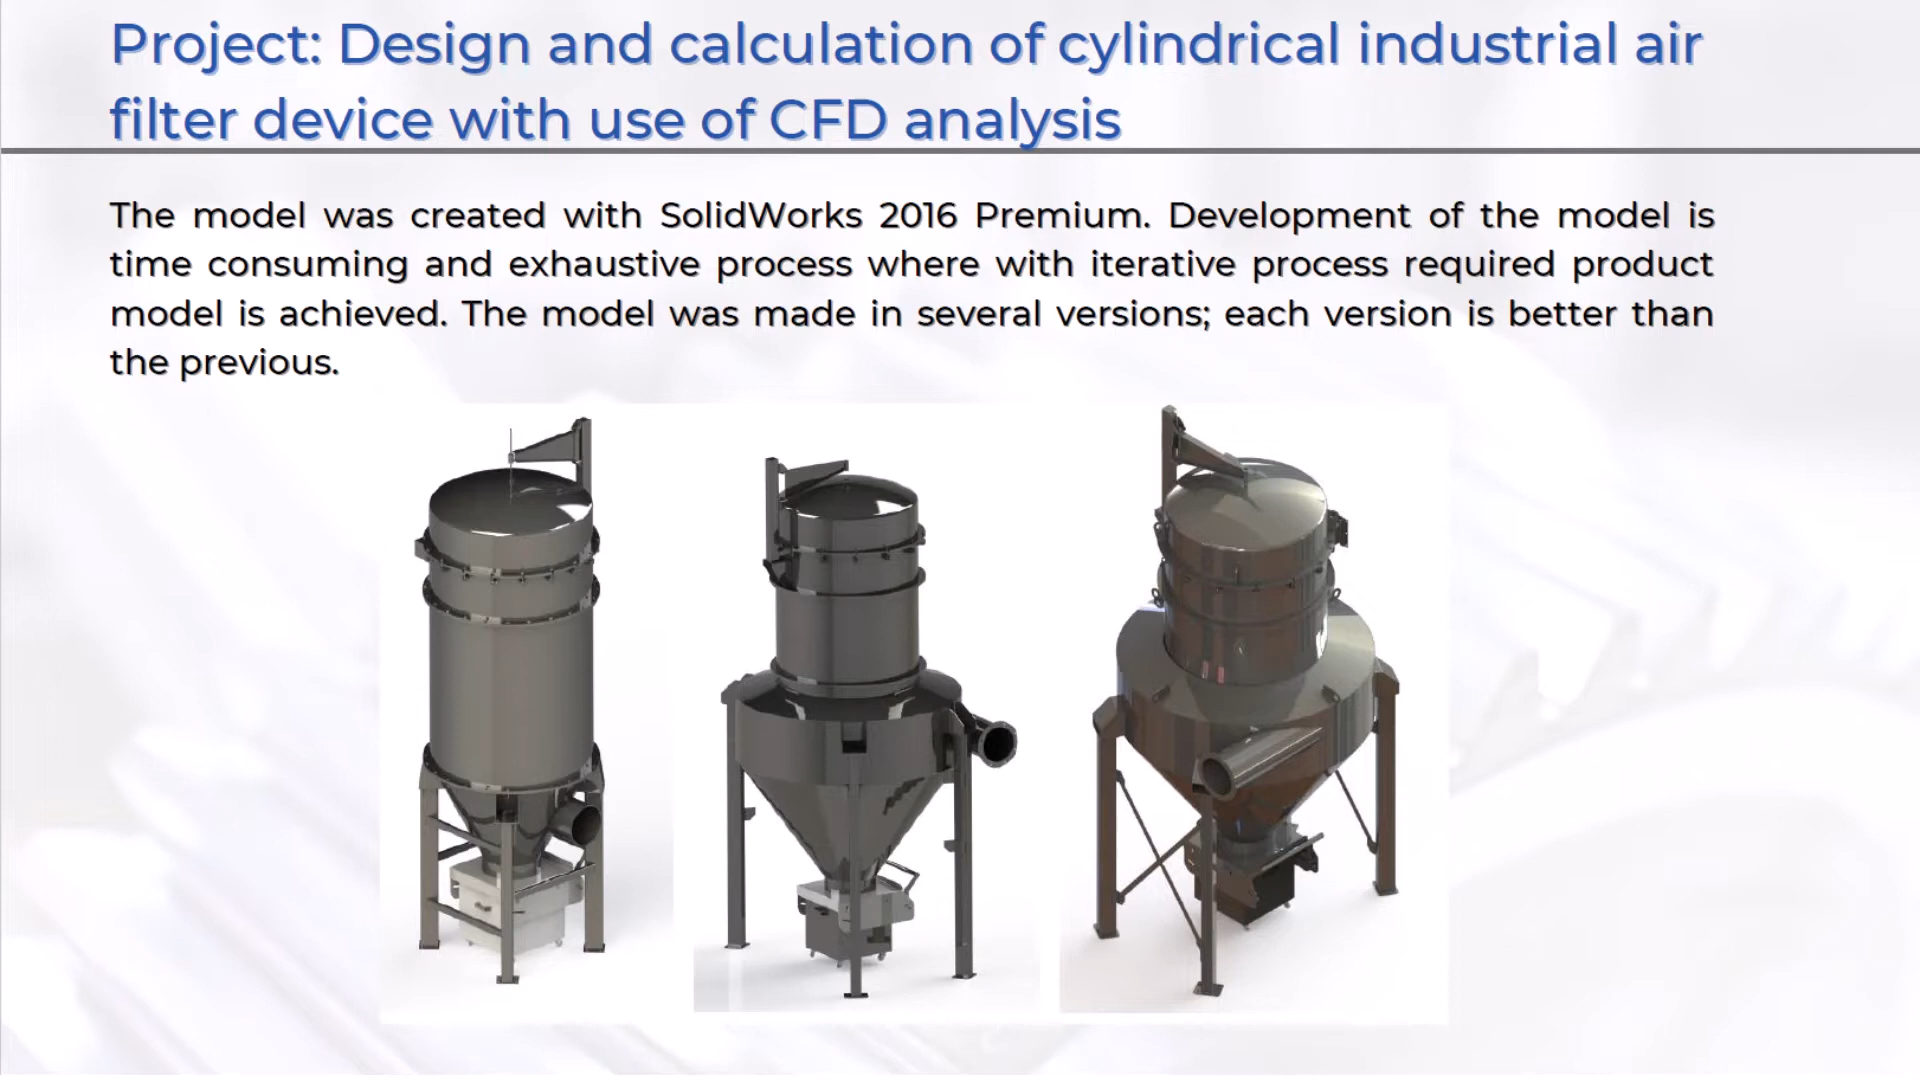 Project: Design and calculation of cylindrical industrial air
filter device with use of CFD analysis
The model was created with SolidWorks 2016 Premium. Development of the model is
time consuming and exhaustive process where with iterative process required product
model is achieved. The model was made in several versions; each version is better than
the previous.